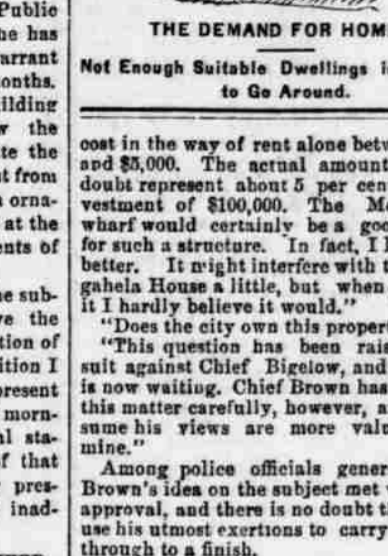 Public
he has
arrant
onths.
ilding
the
te the
t from
orna-
at the
ents of
e sub-
ve the
tion of
ition I
present
morn-
al sta-
f that
pres-
inad-
THE DEMAND FOR HOM
Not Enough Suitable Dwellings i
to Go Around.
cost in the way of rent alone betw
and $5,000. The actual amount
doubt represent about 5 per cen
vestment of $100,000. The Mo
wharf would certainly be a goo
for such a structure. In fact, I k
better. It might interfere with t
gahela House a little, but when
it I hardly believe it would."
"Does the city own this propert
"This question has been rais
suit against Chief Bigelow, and
is now waiting. Chief Brown has
this matter carefully, however, a
sume his views are more valu
mine."
Among police officials gener
Brown's idea on the subject met w
approval, and there is no doubt t
use his utmost exertions to carry
through to a finish.